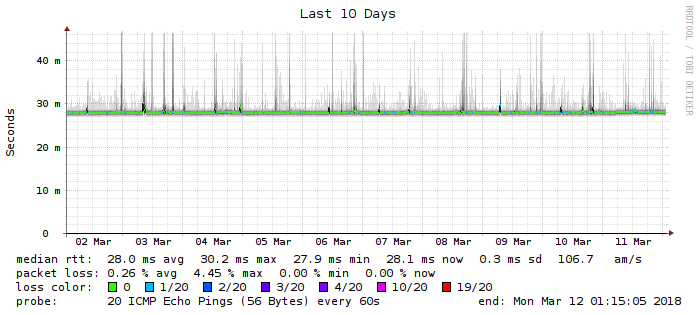 Last 10 Days
RRDTOOL / TOBI OETIKER
Seconds
40 m
30 m
20 m
10 m
0
02 Mar 03 Mar 04 Mar 05 Mar 06 Mar 07 Mar 08 Mar 09 Mar 10 Mar 11 Mar
median rtt: 28.0 ms avg 30.2 ms max 27.9 ms min 28.1 ms now 0.3 ms sd 106.7 am/s
packet loss: 0.26 % avg 4.45 % max 0.00 % min 0.00 % now
loss color: 0 1/20 2/20 3/20 4/20 10/20 19/20
probe: 20 ICMP Echo Pings (56 Bytes) every 60s end: Mon Mar 12 01:15:05 2018